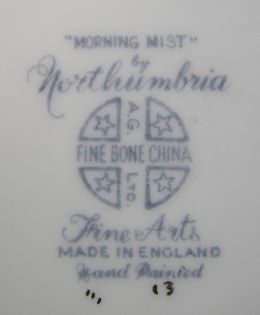 "MORNING MIST"
by
Northumbria
A.G.
FINE BONE CHINA
LTD.
Fine Arts
MADE IN ENGLAND
Hand Painted
13